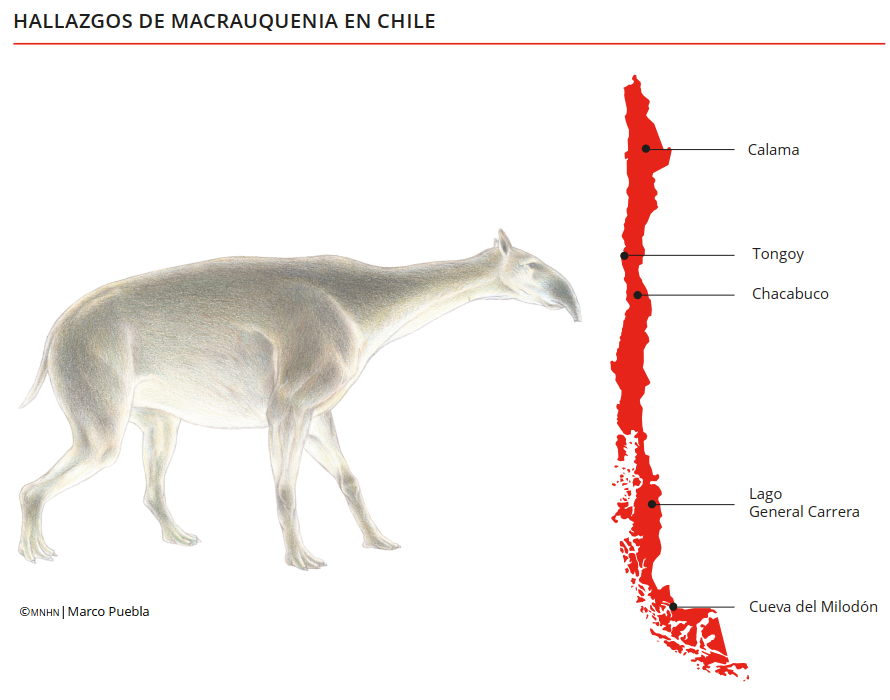 HALLAZGOS DE MACRAUQUENIA EN CHILE
Calama
Tongoy
Chacabuco
Lago
General Carrera
Cueva del Milodón
©MNHN | Marco Puebla